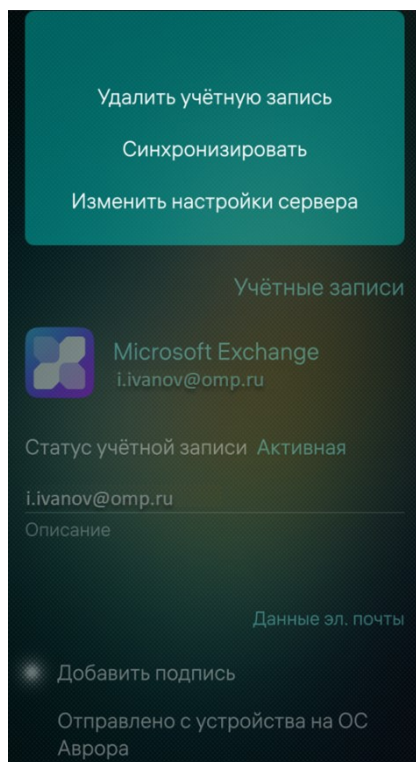 Удалить учётную запись
Синхронизировать
Изменить настройки сервера
Учётные записи
Microsoft Exchange
i.ivanov@omp.ru
Статус учётной записи Активная
i.ivanov@omp.ru
Описание
Данные эл. почты
Добавить подпись
Отправлено с устройства на ОС
Аврора